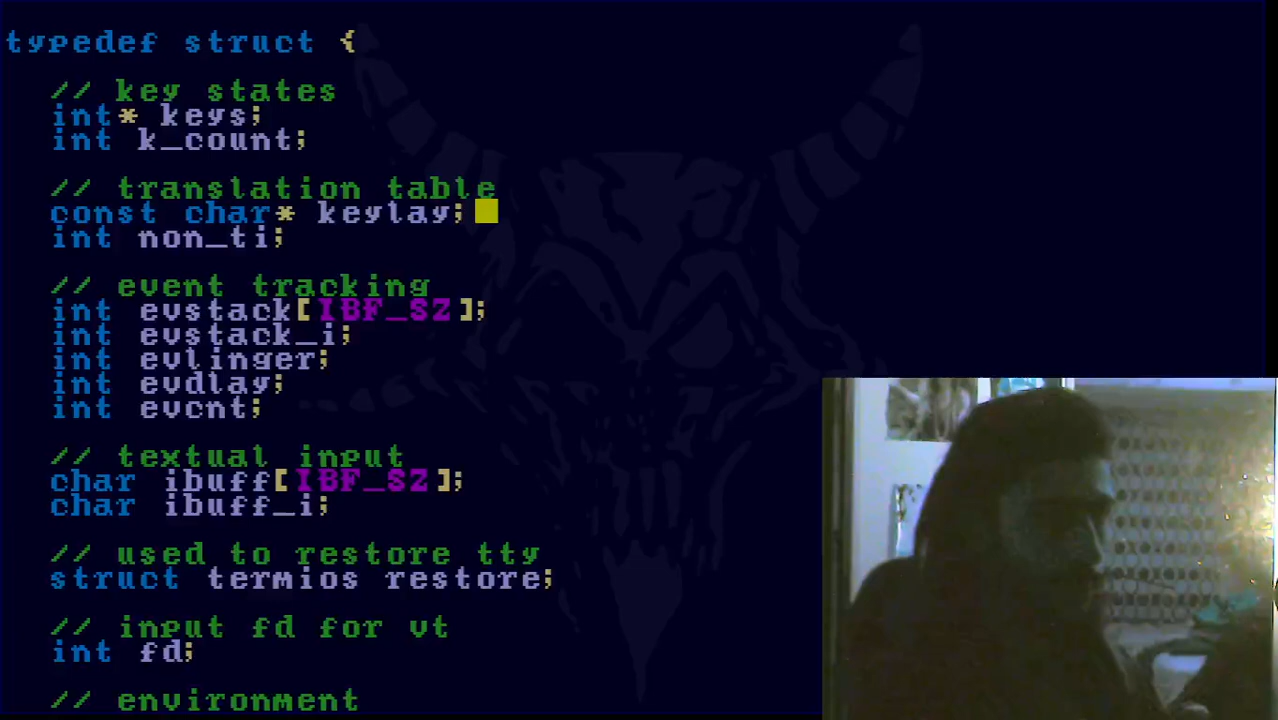 typedef struct {
// key states
int* keys;
int k_count;
// translation table
const char* keylay;
int non_ti;
// event tracking
int evstack[IBF_SZ];
int evstack_i;
int evlinger;
int evdlay;
int evcnt;
// textual input
char ibuff[IBF_SZ];
char ibuff_i;
// used to restore tty
struct termios restore;
// input fd for vt
int fd;
// environment